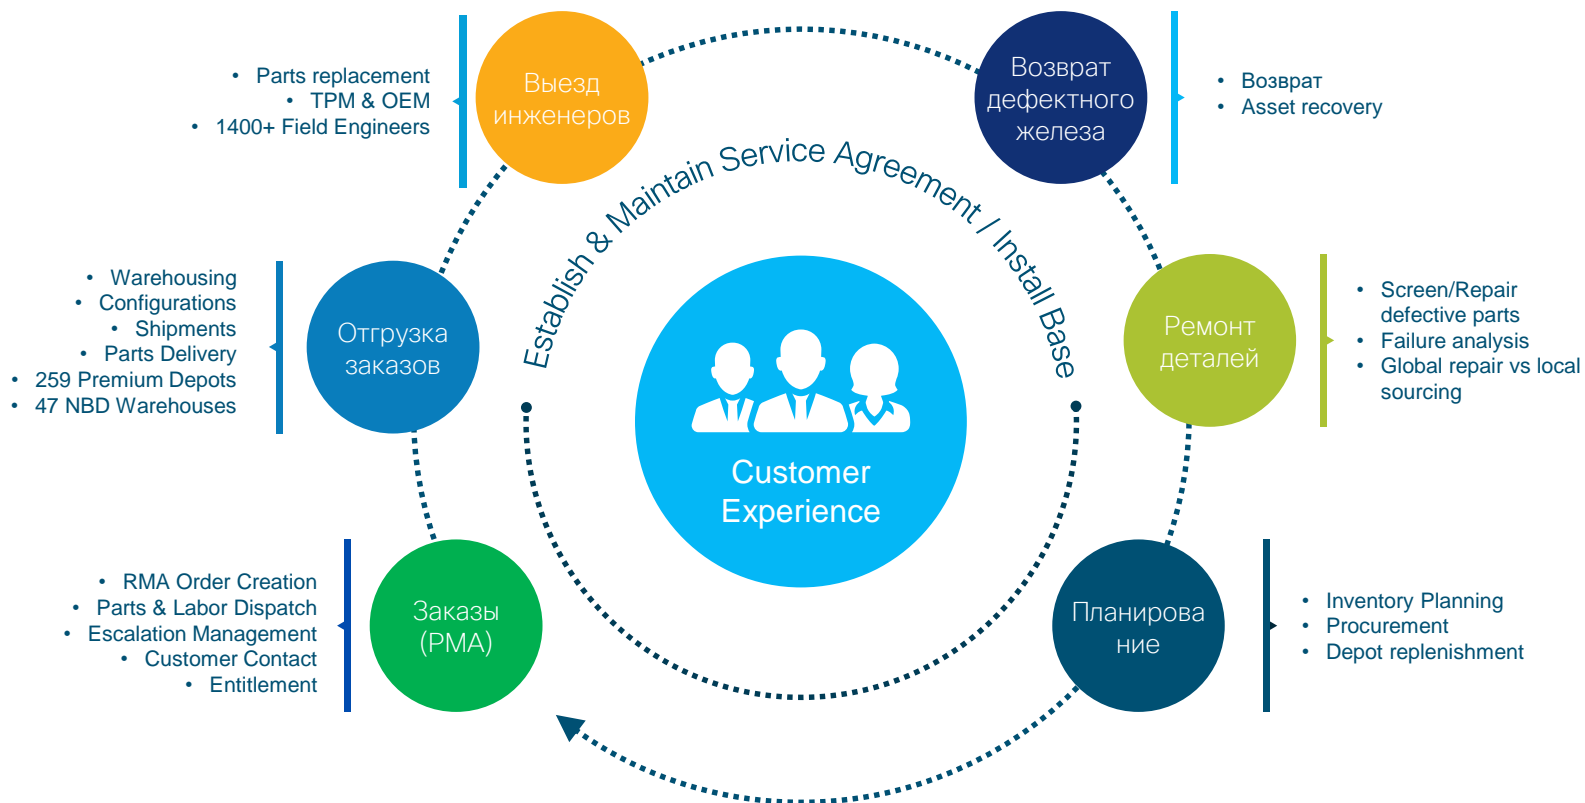 • Parts replacement
• TPM & OEM
• 1400+ Field Engineers
Выезд
инженеров
Возврат
дефектного
железа
• Возврат
• Asset recovery
Establish & Maintain Service Agreement / Install Base
• Warehousing
• Configurations
• Shipments
• Parts Delivery
• 259 Premium Depots
• 47 NBD Warehouses
Отгрузка
заказов
Customer
Experience
Ремонт
деталей
• Screen/Repair
defective parts
• Failure analysis
• Global repair vs local
sourcing
• RMA Order Creation
• Parts & Labor Dispatch
• Escalation Management
• Customer Contact
• Entitlement
Заказы
(РМА)
Планирова
ние
• Inventory Planning
• Procurement
• Depot replenishment